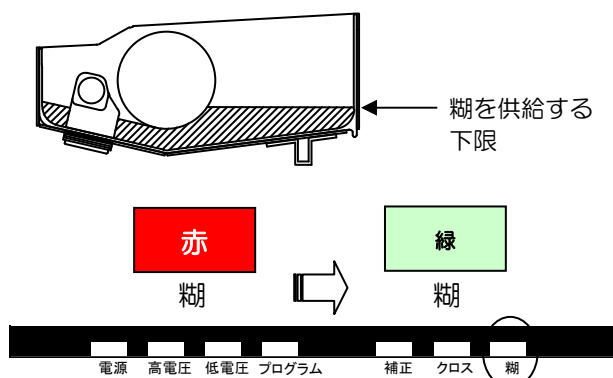 糊を供給する
下限
赤
緑
糊
糊
電源 高電圧 低電圧 プログラム 補正 クロス 糊